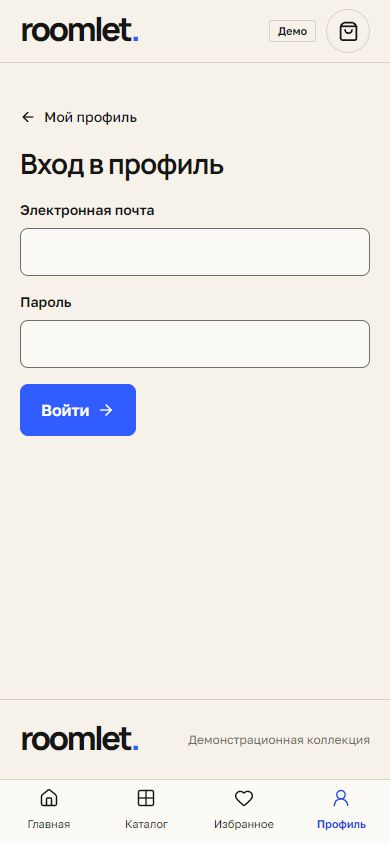 roomlet.
Демо
Мой профиль
Вход в профиль
Электронная почта
Пароль
Войти
roomlet.
Демонстрационная коллекция
Главная
Каталог
Избранное
Профиль